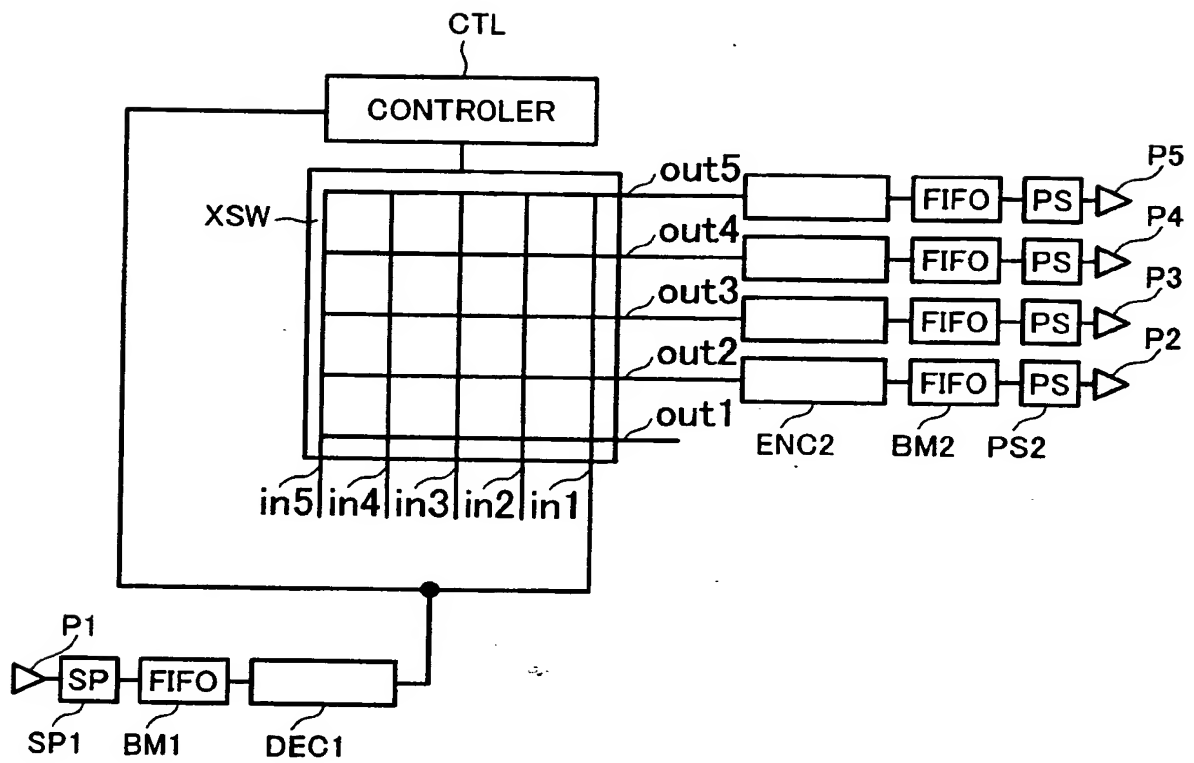 CTL
CONTROLER
XSW
out5
FIFO
PS
P5
out4
FIFO
PS
P4
out3
FIFO
PS
P3
out2
FIFO
PS
P2
out1
ENC2
BM2
PS2
in5
in4
in3
in2
in1
P1
SP
FIFO
SP1
BM1
DEC1